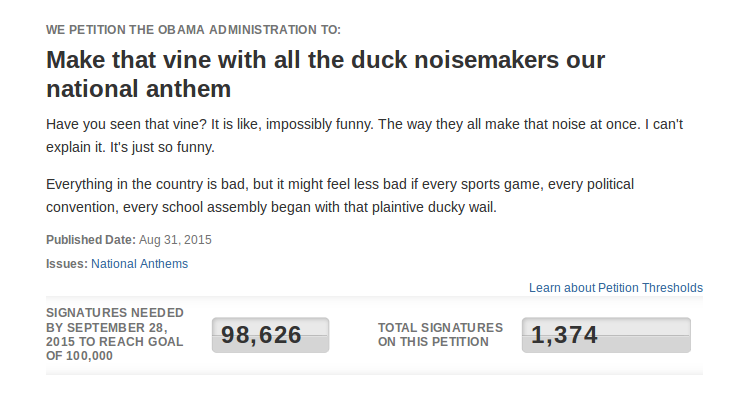 WE PETITION THE OBAMA ADMINISTRATION TO:
Make that vine with all the duck noisemakers our
national anthem
Have you seen that vine? It is like, impossibly funny. The way they all make that noise at once. I can't
explain it. It's just so funny.
Everything in the country is bad, but it might feel less bad if every sports game, every political
convention, every school assembly began with that plaintive ducky wail.
Published Date: Aug 31, 2015
Issues: National Anthems
Learn about Petition Thresholds
SIGNATURES NEEDED
BY SEPTEMBER 28,
2015 TO REACH GOAL
OF 100,000
98,626
TOTAL SIGNATURES
ON THIS PETITION
1,374